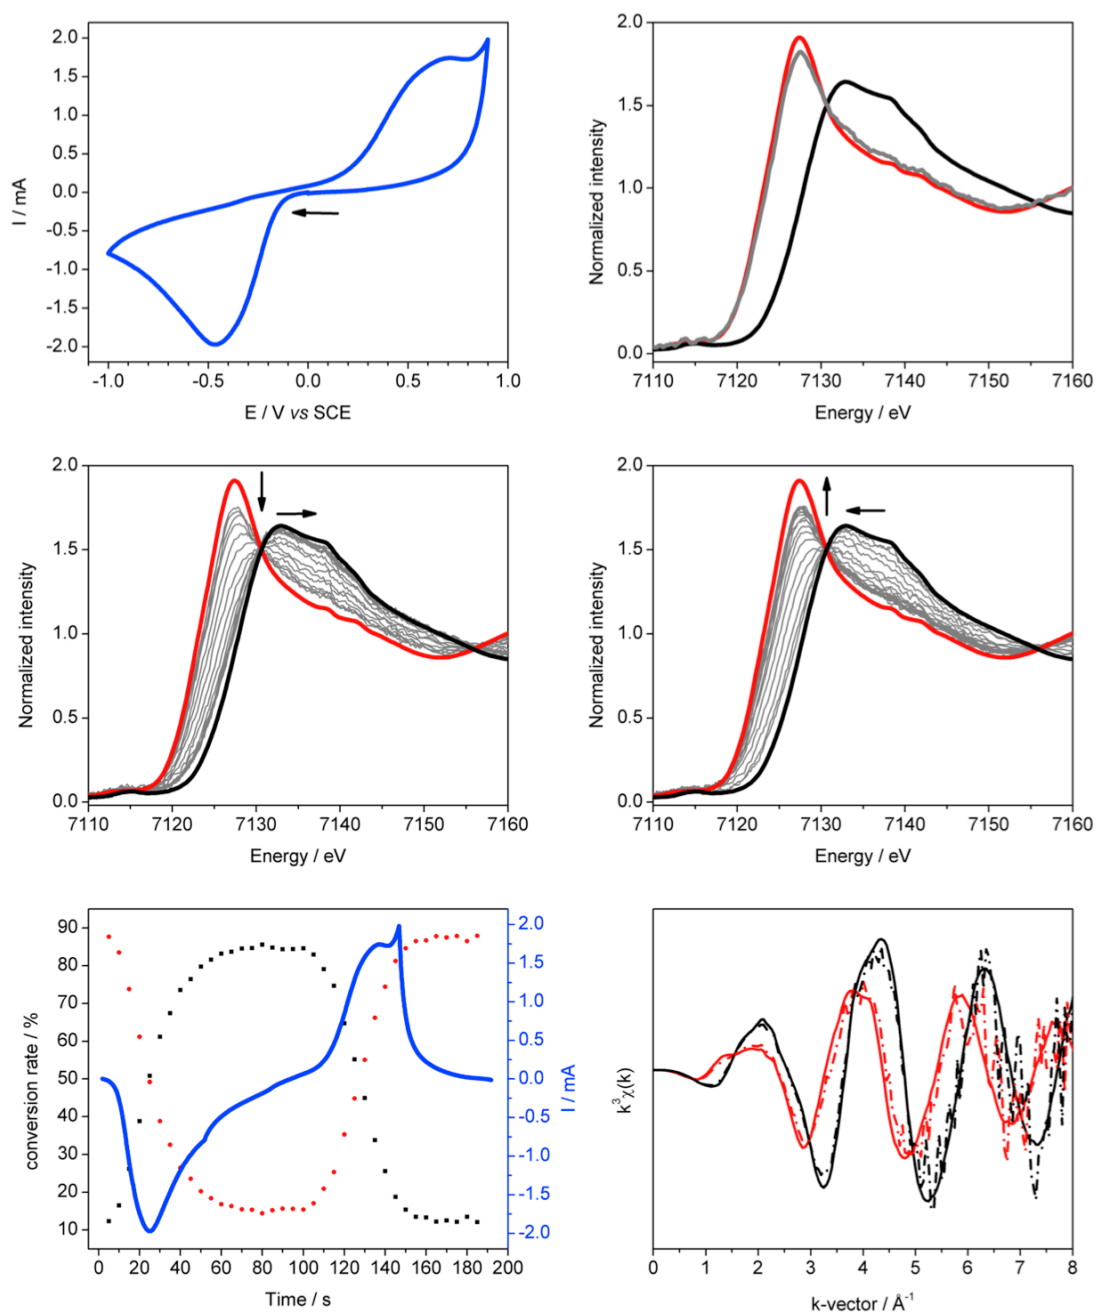 2.0
1.5
1.0
0.5
0.0
-0.5
-1.0
-1.5
-2.0
I / mA
-1.0 -0.5 0.0 0.5 1.0
E / V vs SCE
2.0
1.5
1.0
0.5
0.0
Normalized intensity
7110 7120 7130 7140 7150 7160
Energy / eV
2.0
1.5
1.0
0.5
0.0
Normalized intensity
7110 7120 7130 7140 7150 7160
Energy / eV
2.0
1.5
1.0
0.5
0.0
Normalized intensity
7110 7120 7130 7140 7150 7160
Energy / eV
90
80
70
60
50
40
30
20
10
conversion rate / %
2.0
1.5
1.0
0.5
0.0
-0.5
-1.0
-1.5
-2.0
I / mA
0 20 40 60 80 100 120 140 160 180 200
Time / s
k³χ(k)
0 1 2 3 4 5 6 7 8
k-vector / Å⁻¹